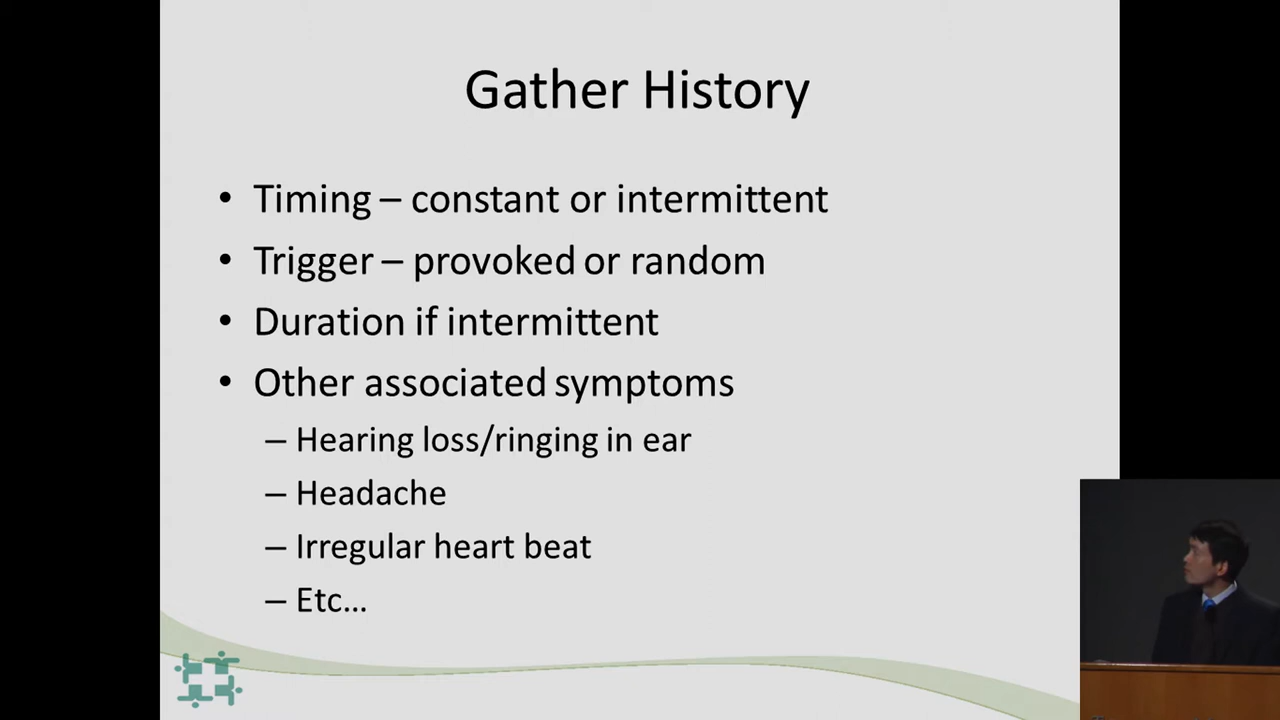 Gather History
• Timing – constant or intermittent
• Trigger – provoked or random
• Duration if intermittent
• Other associated symptoms
– Hearing loss/ringing in ear
– Headache
– Irregular heart beat
– Etc...